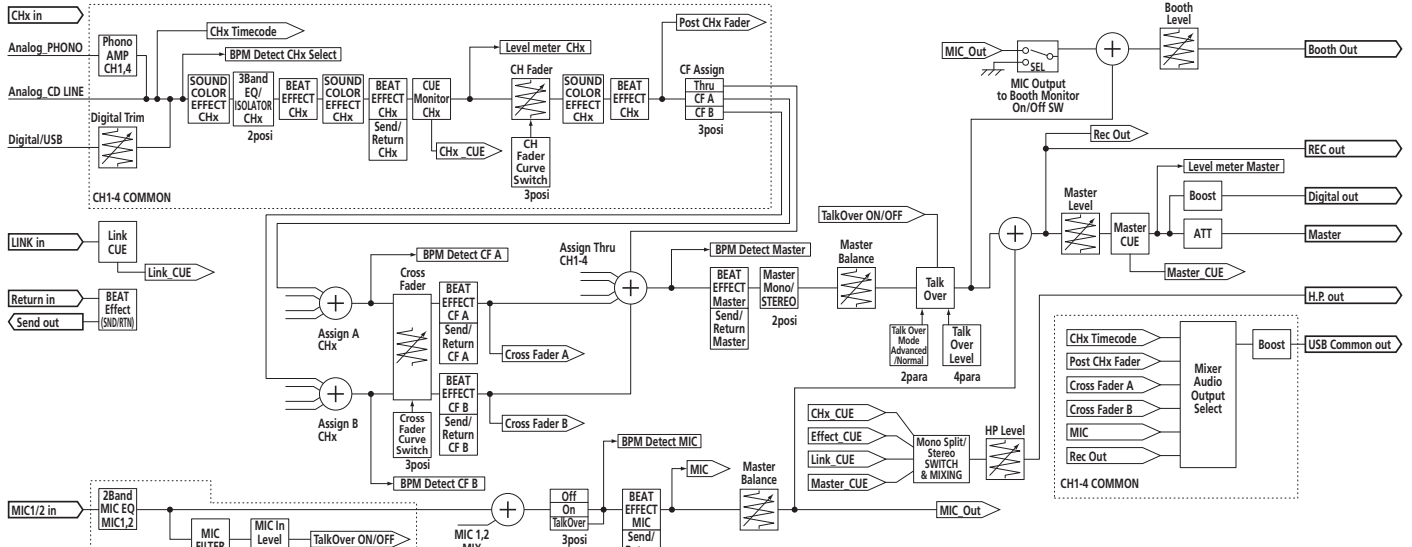 CHx in
Analog_PHONO
Phono
AMP
CH1,4
CHx Timecode
BPM Detect CHx Select
Analog_CD LINE
Digital/USB
Digital Trim
SOUND
COLOR
EFFECT
CHx
3Band
EQ/
ISOLATOR
CHx
2posi
BEAT
EFFECT
CHx
SOUND
COLOR
EFFECT
CHx
BEAT
EFFECT
CHx
Send/
Return
CHx
CUE
Monitor
CHx
CHx _CUE
Level meter CHx
CH Fader
CH
Fader
Curve
Switch
3posi
SOUND
COLOR
EFFECT
CHx
BEAT
EFFECT
CHx
Post CHx Fader
CF Assign
Thru
CF A
CF B
3posi
CH1-4 COMMON
MIC_Out
SEL
MIC Output
to Booth Monitor
On/Off SW
Booth
Level
Booth Out
Rec Out
REC out
Level meter Master
Master
Level
Master
CUE
Boost
Digital out
ATT
Master
Master_CUE
LINK in
Link
CUE
Link_CUE
Return in
Send out
BEAT
Effect
(SND/RTN)
BPM Detect CF A
Cross
Fader
Assign A
CHx
BEAT
EFFECT
CF A
Send/
Return
CF A
Cross Fader A
Assign B
CHx
Cross
Fader
Curve
Switch
3posi
BEAT
EFFECT
CF B
Send/
Return
CF B
Cross Fader B
BPM Detect CF B
Assign Thru
CH1-4
BPM Detect Master
BEAT
EFFECT
Master
Send/
Return
Master
Master
Mono/
STEREO
2posi
Master
Balance
TalkOver ON/OFF
Talk
Over
Talk Over
Mode
Advanced
/Normal
2para
Talk
Over
Level
4para
H.P. out
CHx Timecode
Post CHx Fader
Cross Fader A
Cross Fader B
MIC
Rec Out
Mixer
Audio
Output
Select
Boost
USB Common out
CH1-4 COMMON
CHx_CUE
Effect_CUE
Link_CUE
Master_CUE
Mono Split/
Stereo
SWITCH
& MIXING
HP Level
MIC1/2 in
2Band
MIC EQ
MIC1,2
MIC
FILTER
MIC In
Level
TalkOver ON/OFF
MIC 1,2
MIX
Off
On
TalkOver
3posi
BPM Detect MIC
BEAT
EFFECT
MIC
Send/
MIC
Master
Balance
MIC_Out